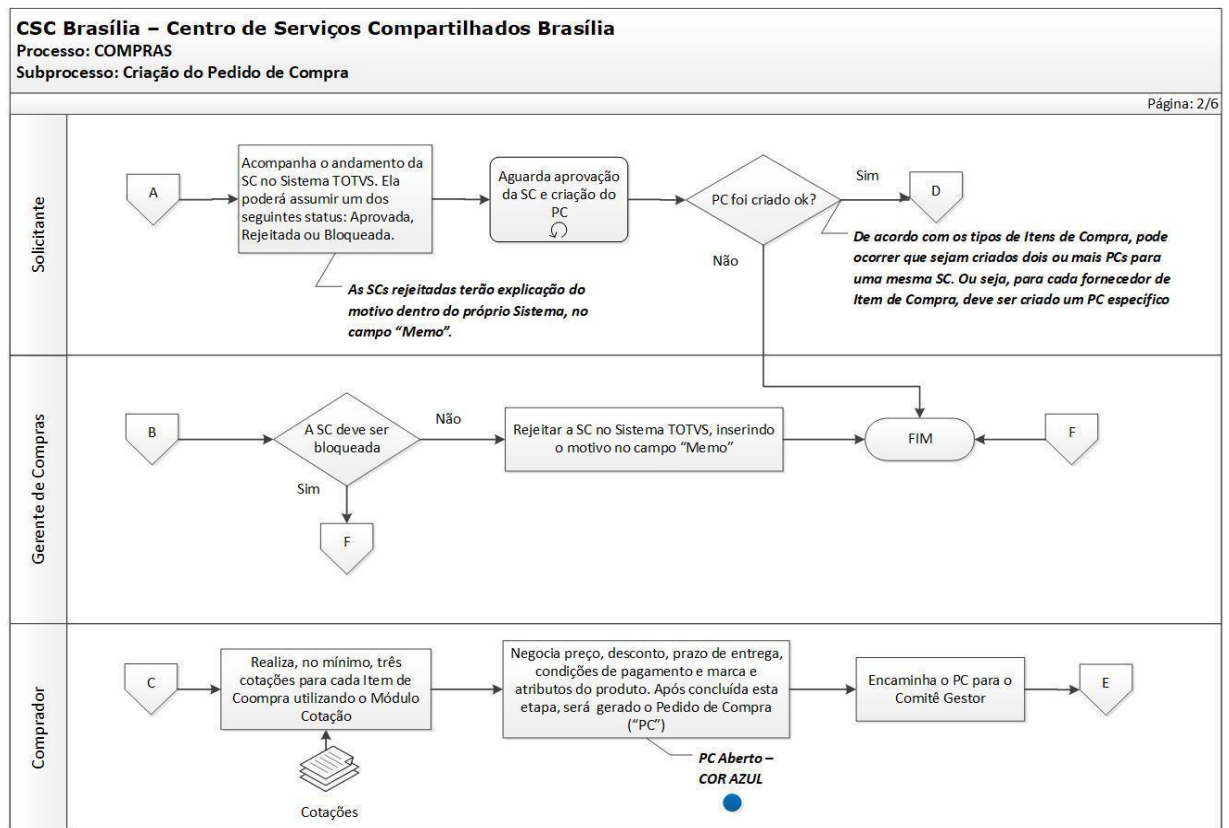 CSC Brasília – Centro de Serviços Compartilhados Brasília
Processo: COMPRAS
Subprocesso: Criação do Pedido de Compra
Página: 2/6
Solicitante
A
Acompanha o andamento da
SC no Sistema TOTVS. Ela
poderá assumir um dos
seguintes status: Aprovada,
Rejeitada ou Bloqueada.
As SCs rejeitadas terão explicação do
motivo dentro do próprio Sistema, no
campo “Memo”.
Aguarda aprovação
da SC e criação do
PC
PC foi criado ok?
Sim
D
Não
De acordo com os tipos de Itens de Compra, pode
ocorrer que sejam criados dois ou mais PCs para
uma mesma SC. Ou seja, para cada fornecedor de
Item de Compra, deve ser criado um PC específico
Gerente de Compras
B
A SC deve ser
bloqueada
Não
Sim
F
Rejeitar a SC no Sistema TOTVS, inserindo
o motivo no campo “Memo”
FIM
F
Comprador
C
Realiza, no mínimo, três
cotações para cada Item de
Coompra utilizando o Módulo
Cotação
Cotações
Negocia preço, desconto, prazo de entrega,
condições de pagamento e marca e
atributos do produto. Após concluída esta
etapa, será gerado o Pedido de Compra
(“PC”)
PC Aberto –
COR AZUL
Encaminha o PC para o
Comitê Gestor
E